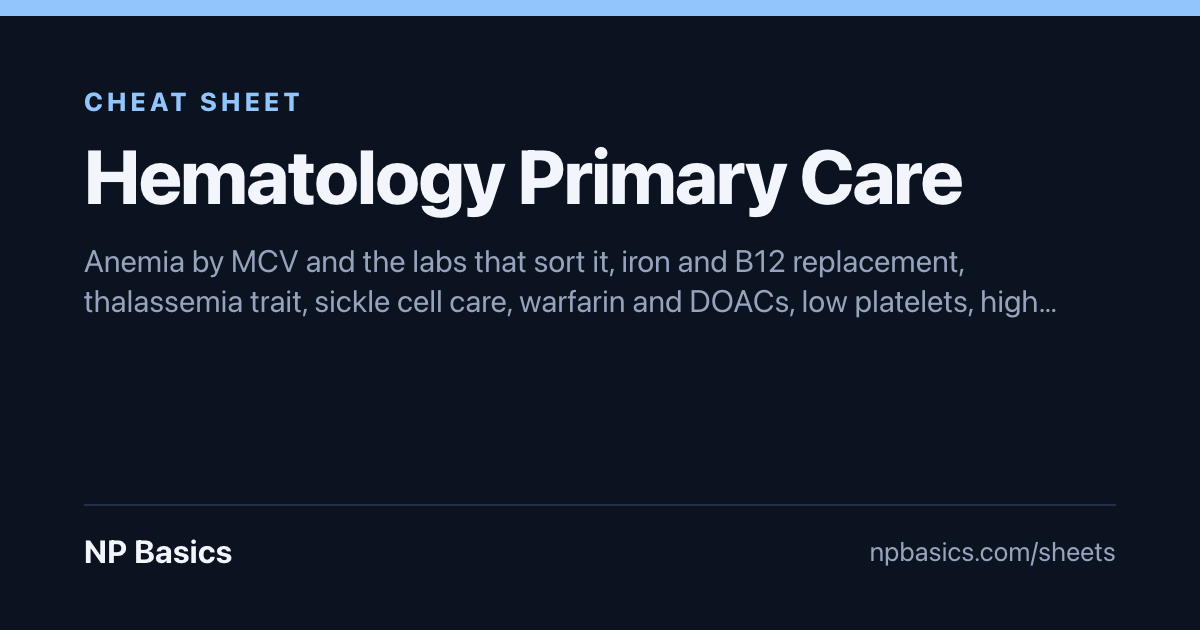 CHEAT SHEET
Hematology Primary Care
Anemia by MCV and the labs that sort it, iron and B12 replacement,
thalassemia trait, sickle cell care, warfarin and DOACs, low platelets, high…
NP Basics
npbasics.com/sheets